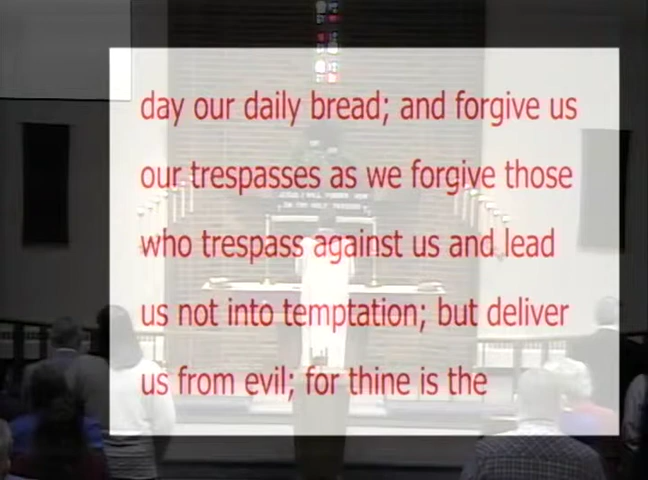 day our daily bread; and forgive us
our trespasses as we forgive those
who trespass against us and lead
us not into temptation; but deliver
us from evil; for thine is the